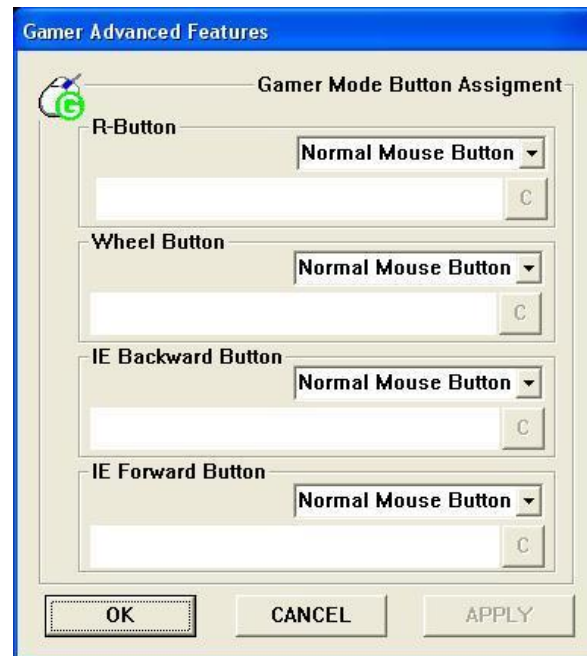 Gamer Advanced Features
G
Gamer Mode Button Assigment
R-Button
Normal Mouse Button
C
Wheel Button
Normal Mouse Button
C
IE Backward Button
Normal Mouse Button
C
IE Forward Button
Normal Mouse Button
C
OK CANCEL APPLY